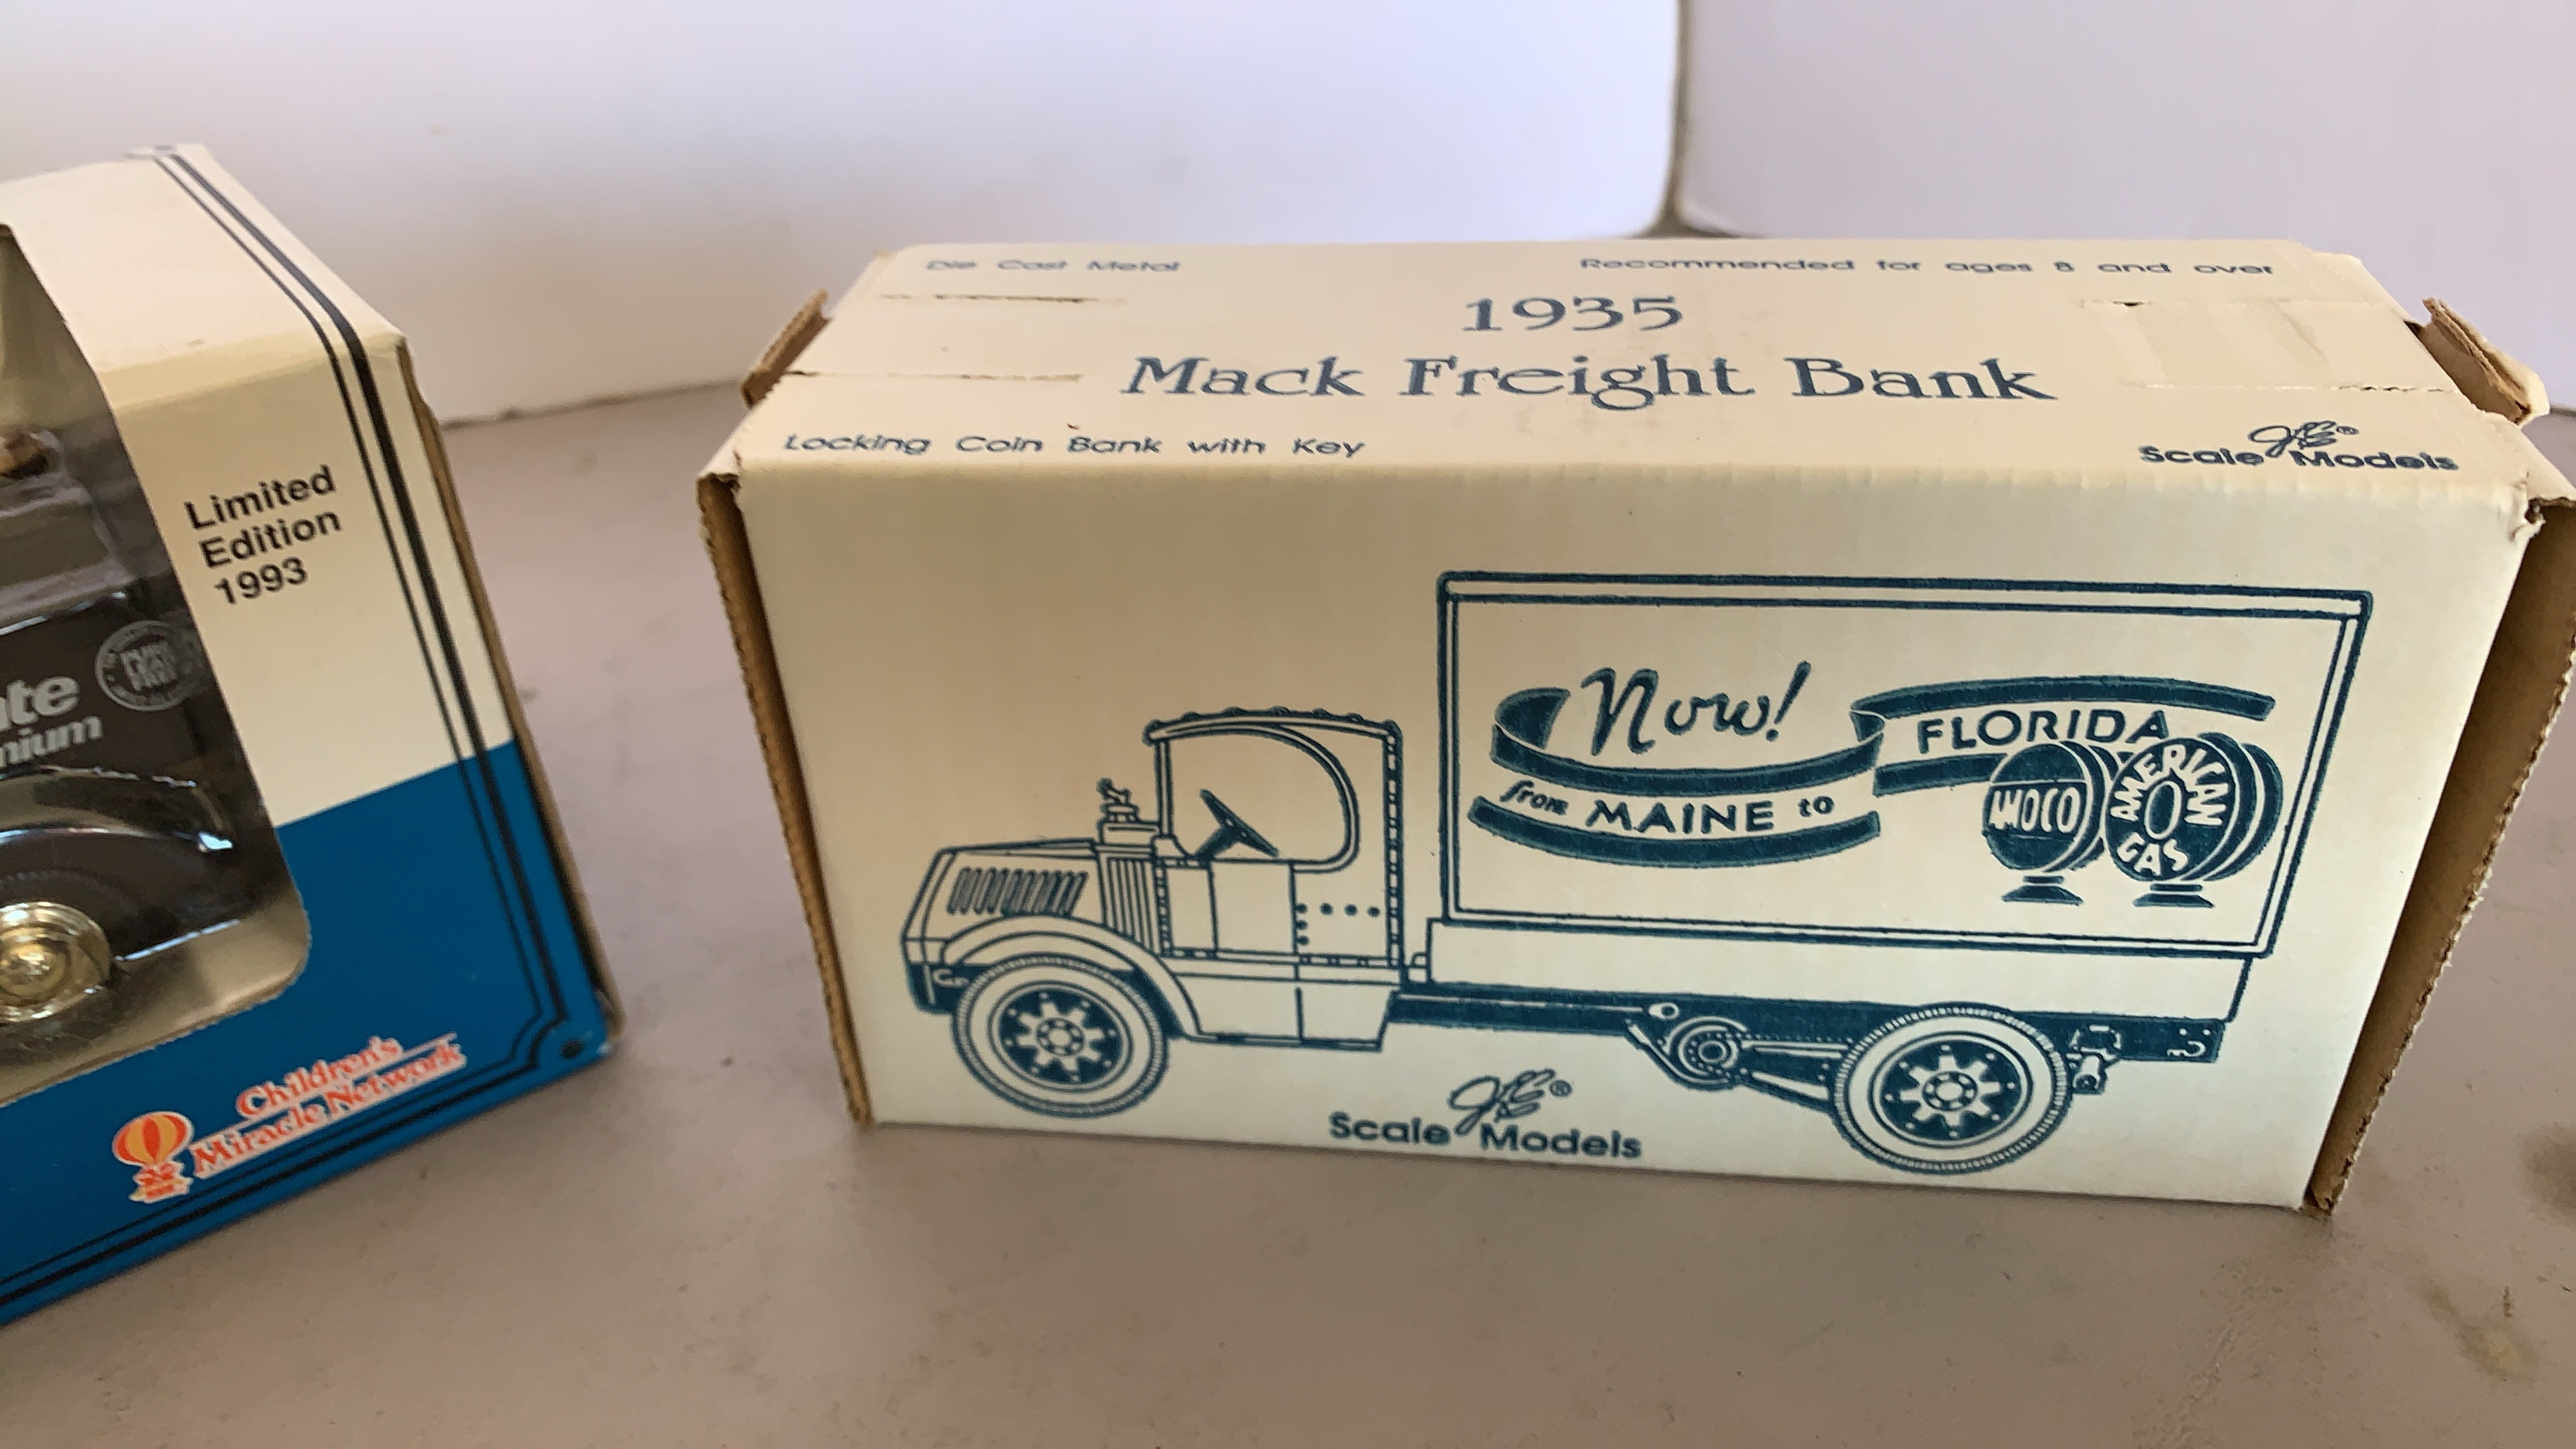 Limited
Edition
1993
Children's
Miracle Network
Die Cast Metal
Recommended for ages 8 and over
1935
Mack Freight Bank
Locking Coin Bank with Key
Scale Models
Now!
from MAINE to
FLORIDA
AMOCO
AMERICAN
GAS
Scale Models